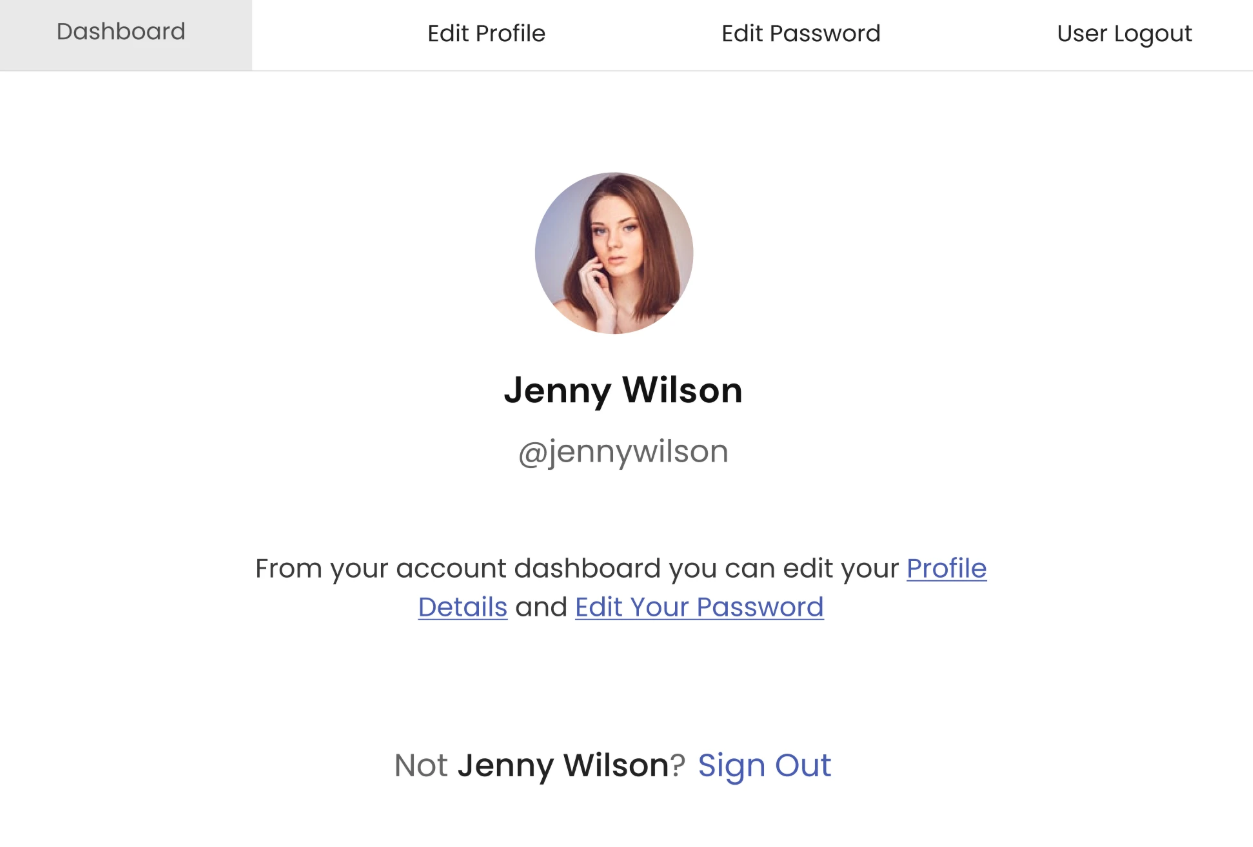 Dashboard Edit Profile Edit Password User Logout
Jenny Wilson
@jennywilson
From your account dashboard you can edit your Profile
Details and Edit Your Password
Not Jenny Wilson? Sign Out